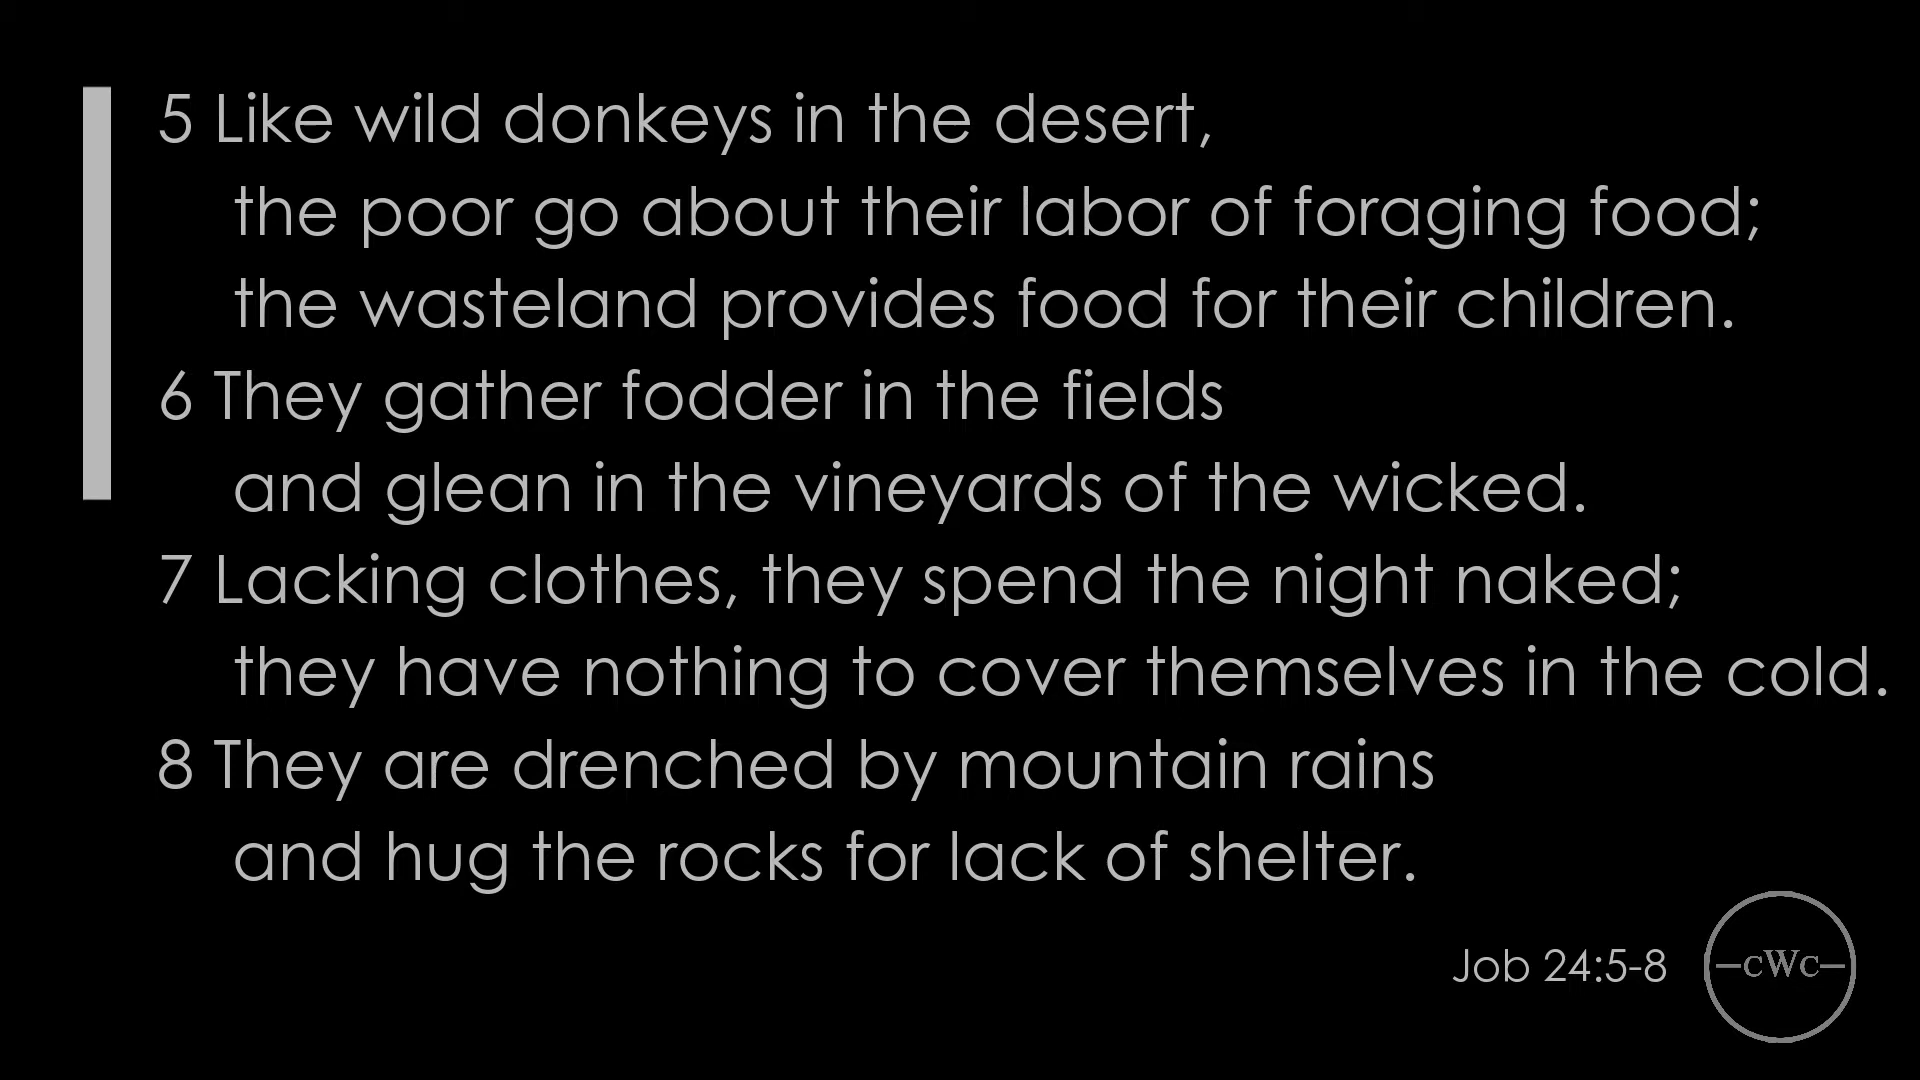 5 Like wild donkeys in the desert,
the poor go about their labor of foraging food;
the wasteland provides food for their children.
6 They gather fodder in the fields
and glean in the vineyards of the wicked.
7 Lacking clothes, they spend the night naked;
they have nothing to cover themselves in the cold.
8 They are drenched by mountain rains
and hug the rocks for lack of shelter.
Job 24:5-8
cWc